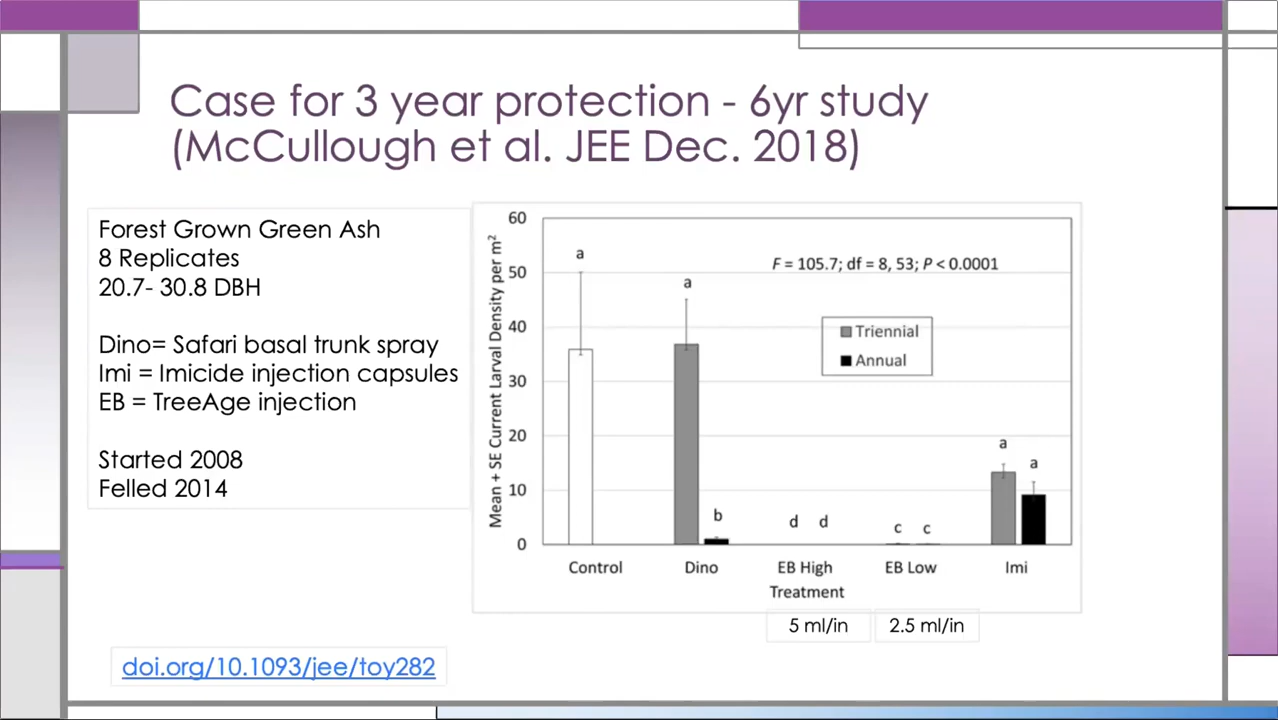 Case for 3 year protection - 6yr study
(McCullough et al. JEE Dec. 2018)
Forest Grown Green Ash
8 Replicates
20.7- 30.8 DBH
Dino= Safari basal trunk spray
Imi = Imicide injection capsules
EB = TreeAge injection
Started 2008
Felled 2014
Mean + SE Current Larval Density per m²
60
50
40
30
20
10
0
F = 105.7; df = 8, 53; P < 0.0001
Triennial
Annual
a
a
b
d d
c c
a
a
Control Dino EB High EB Low Imi
Treatment
5 ml/in 2.5 ml/in
doi.org/10.1093/jee/toy282